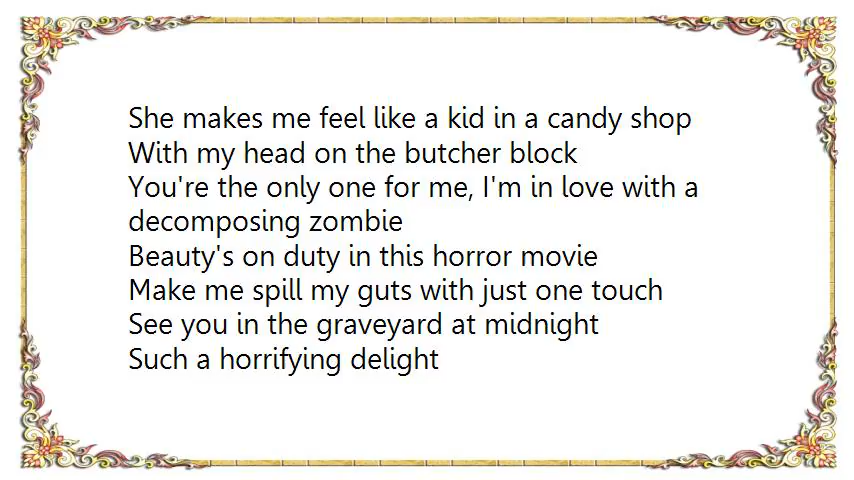 She makes me feel like a kid in a candy shop
With my head on the butcher block
You're the only one for me, I'm in love with a
decomposing zombie
Beauty's on duty in this horror movie
Make me spill my guts with just one touch
See you in the graveyard at midnight
Such a horrifying delight